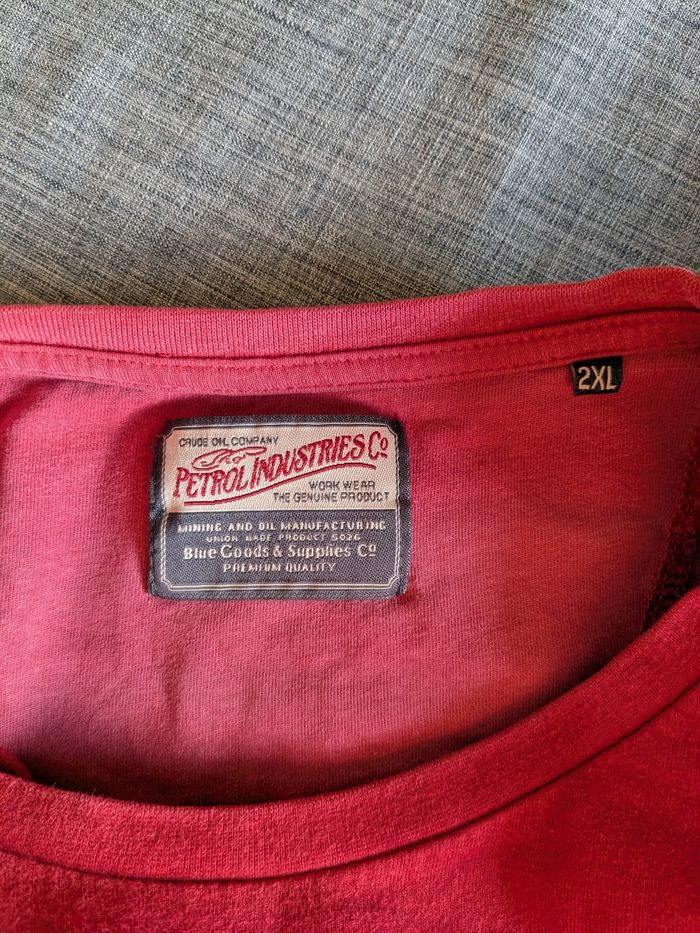 2XL
CRUDE OIL COMPANY
PETROL INDUSTRIES Co
WORK WEAR
THE GENUINE PRODUCT
MINING AND OIL MANUFACTURING
UNION MADE PRODUCT 5026
Blue Goods & Supplies Co
PREMIUM QUALITY